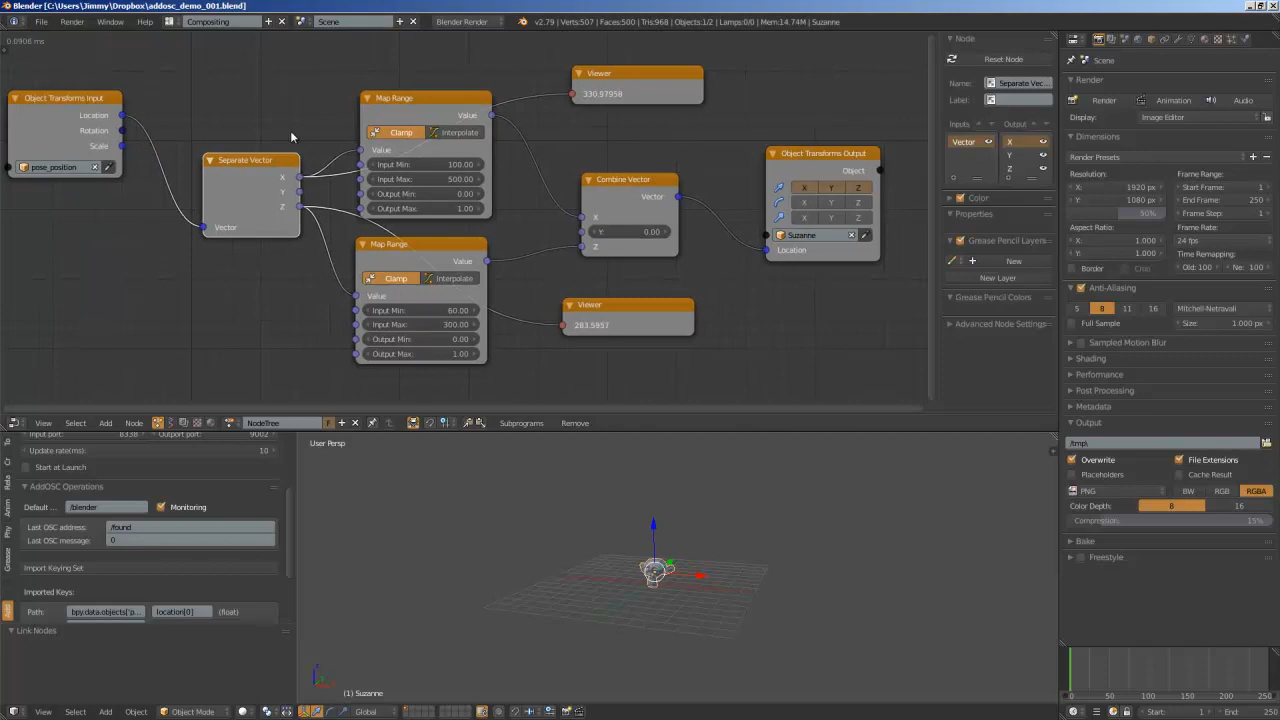 Blender [C:\Users\Jimmy\Dropbox\addosc_demo_001.blend]
File Render Window Help Compositing Scene Blender Render v2.79 | Verts:507 | Faces:500 | Tris:968 | Objects:1/2 | Lamps:0/0 | Mem:14.74M | Suzanne
0.0906 ms
Object Transforms Input
Location
Rotation
Scale
pose_position
Separate Vector
X
Y
Z
Vector
Map Range
Value
Clamp Interpolate
Value
Input Min: 100.00
Input Max: 500.00
Output Min: 0.00
Output Max: 1.00
Map Range
Value
Clamp Interpolate
Value
Input Min: 60.00
Input Max: 300.00
Output Min: 0.00
Output Max: 1.00
Viewer
330.97958
Combine Vector
Vector
X
Y: 0.00
Z
Viewer
283.5957
Object Transforms Output
Object
X Y Z
X Y Z
X Y Z
Suzanne
Location
Node
Reset Node
Name: Separate Vec...
Label:
Inputs Output
Vector X
Y
Z
Color
Properties
Grease Pencil Layers
New
New Layer
Grease Pencil Colors
Advanced Node Settings
Scene
Render
Render Animation Audio
Display: Image Editor
Dimensions
Render Presets
Resolution: Frame Range:
X: 1920 px Start Frame: 1
Y: 1080 px End Frame: 250
50% Frame Step: 1
Aspect Ratio: Frame Rate:
X: 1.000 24 fps
Y: 1.000 Time Remapping:
Border Crop Old: 100 Ne: 100
Anti-Aliasing
5 8 11 16 Mitchell-Netravali
Full Sample Size: 1.000 px
Sampled Motion Blur
Shading
Performance
Post Processing
Metadata
Output
/tmp\
Overwrite File Extensions
Placeholders Cache Result
PNG BW RGB RGBA
Color Depth: 8 16
Compression: 15%
Bake
Freestyle
View Select Add Node NodeTree F Subprograms Remove
Input port: 8338 Output port: 9002
Update rate(ms): 10
Start at Launch
AddOSC Operations
Default ... /blender Monitoring
Last OSC address: /found
Last OSC message: 0
Import Keying Set
Imported Keys:
Path: bpy.data.objects['p... location[0] (float)
Link Nodes
User Persp
(1) Suzanne
View Select Add Object Object Mode Global
0 50 100 150 200 250
Start: 1 End: 250